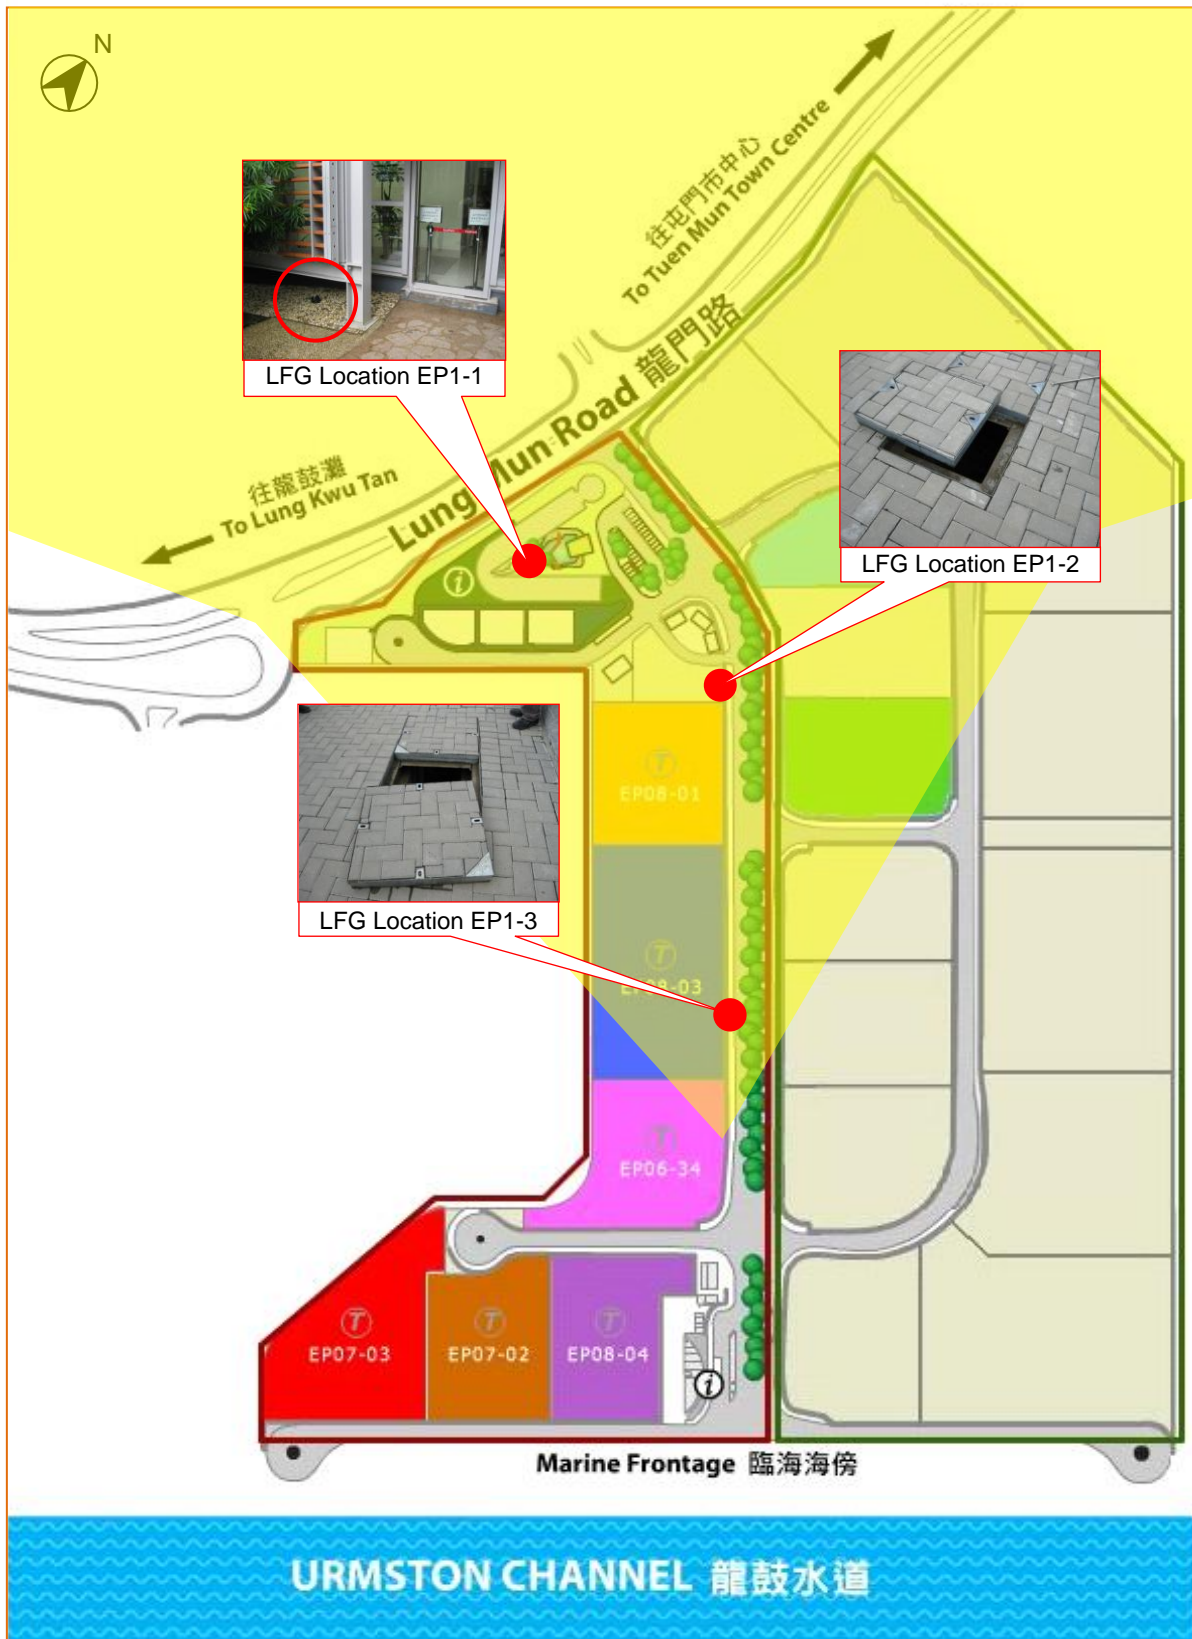 N
往屯門市中心
To Tuen Mun Town Centre
LFG Location EP1-1
Lung Mun Road 龍門路
往龍鼓灘
To Lung Kwu Tan
LFG Location EP1-2
i
T
EP08-01
LFG Location EP1-3
T
EP08-03
T
EP06-34
T
EP07-03
T
EP07-02
T
EP08-04
i
Marine Frontage 臨海海傍
URMSTON CHANNEL 龍鼓水道